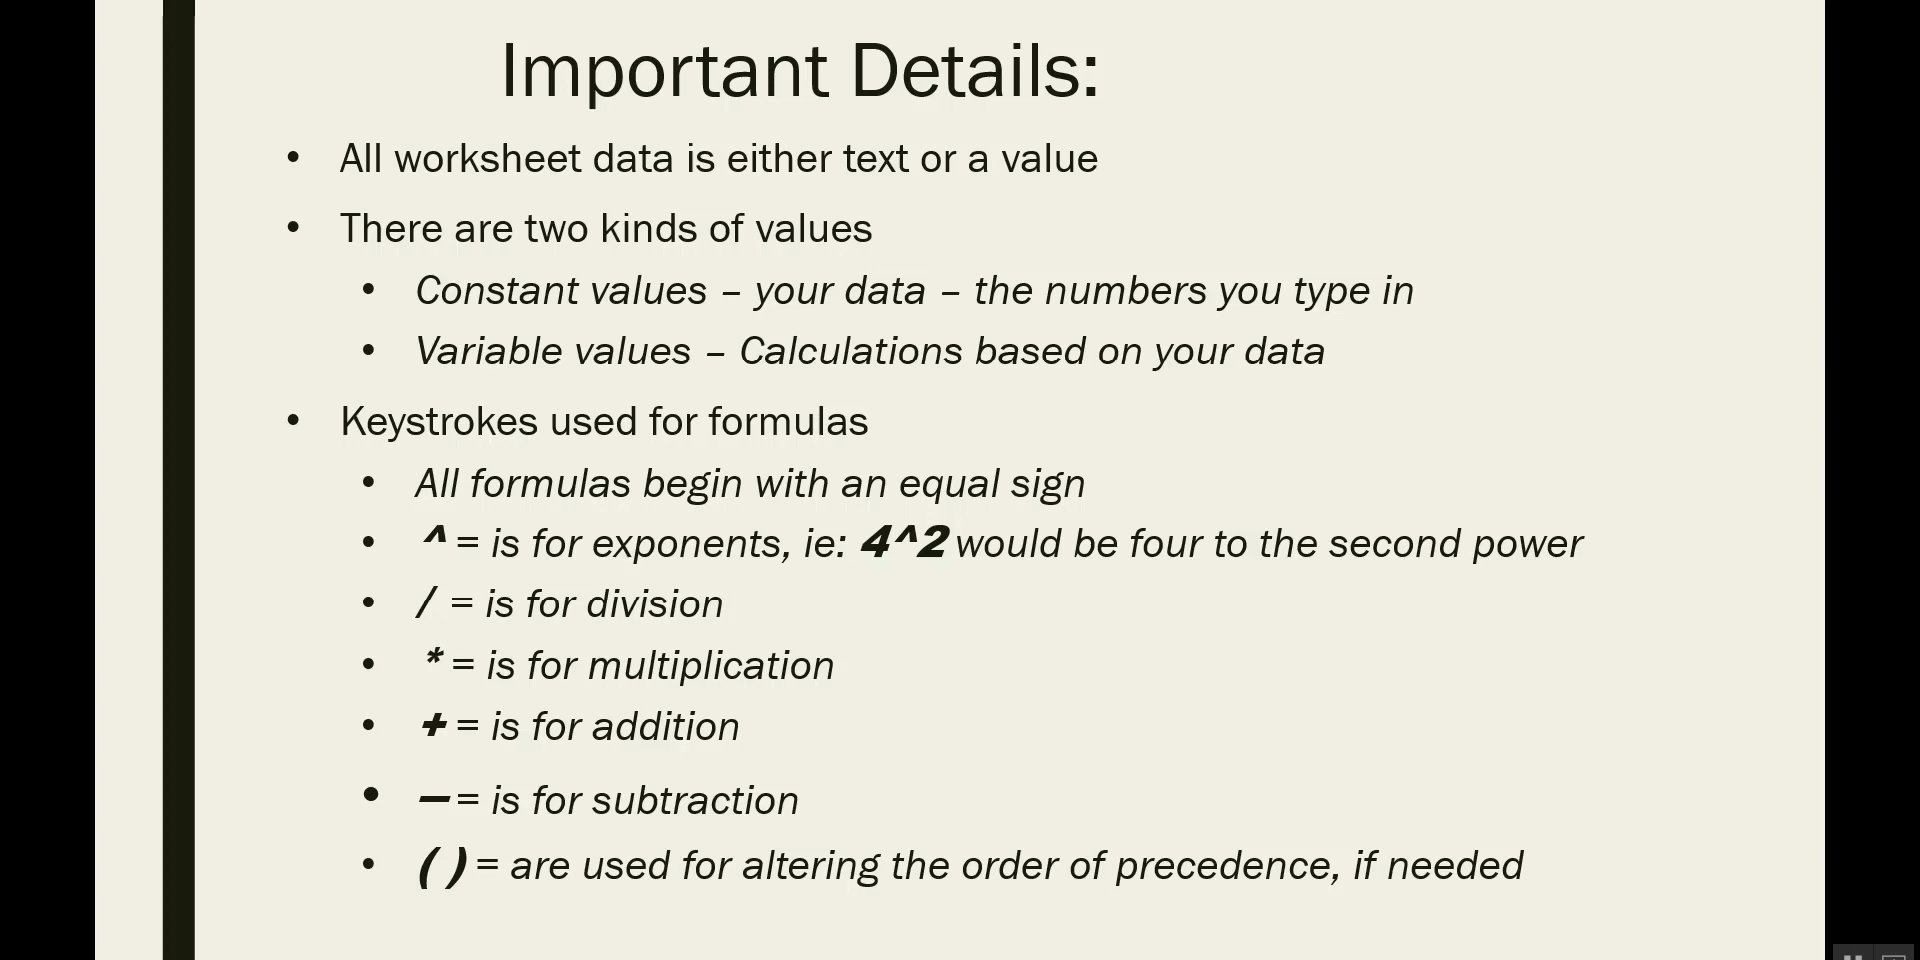 Important Details:
• All worksheet data is either text or a value
• There are two kinds of values
• Constant values – your data – the numbers you type in
• Variable values – Calculations based on your data
• Keystrokes used for formulas
• All formulas begin with an equal sign
• ^ = is for exponents, ie: 4^2 would be four to the second power
• / = is for division
• * = is for multiplication
• + = is for addition
• – = is for subtraction
• ( ) = are used for altering the order of precedence, if needed